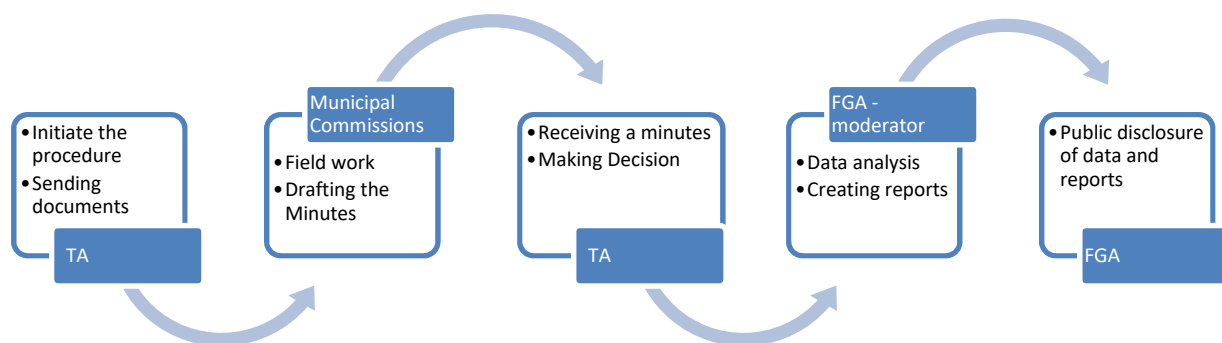 •Initiate the
procedure
•Sending
documents
TA
Municipal
Commissions
•Field work
•Drafting the
Minutes
•Receiving a minutes
•Making Decision
TA
FGA -
moderator
•Data analysis
•Creating reports
•Public disclosure
of data and
reports
FGA